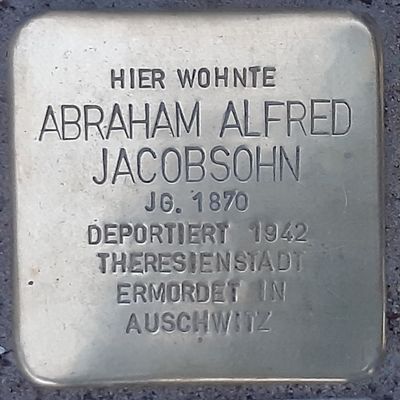 HIER WOHNTE
ABRAHAM ALFRED
JACOBSOHN
JG. 1870
DEPORTIERT 1942
THERESIENSTADT
ERMORDET IN
AUSCHWITZ